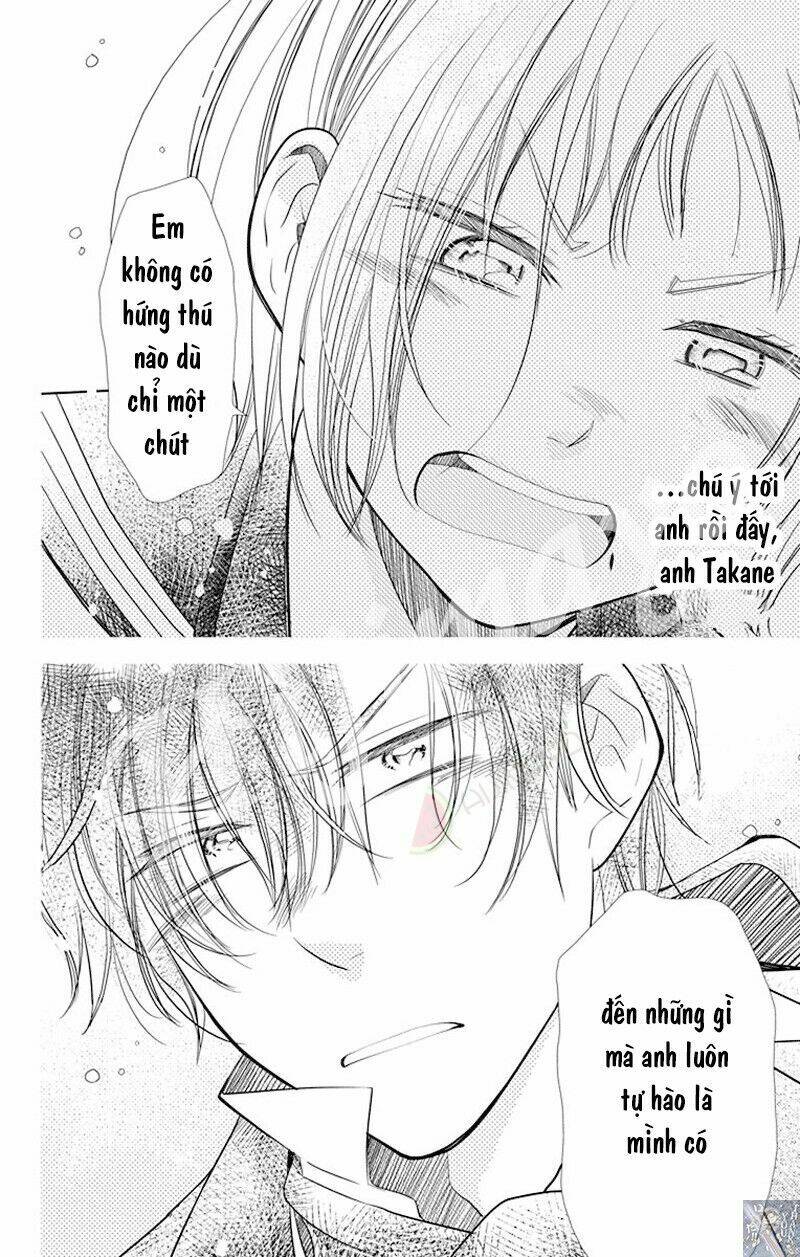 Em
không có
hứng thú
nào dù
chỉ một
chút
...chú ý tới
anh rồi đấy,
anh Takane
đến những gì
mà anh luôn
tự hào là
mình có